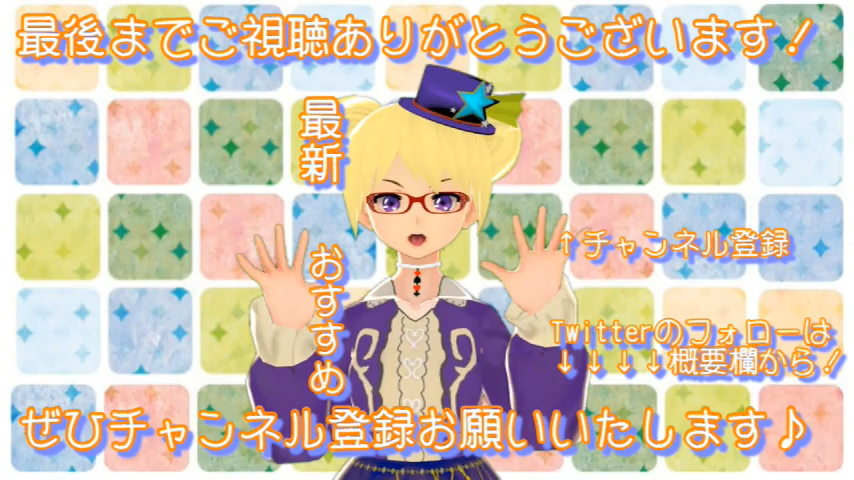 最後までご視聴ありがとうございます！
最新
おすすめ
↑チャンネル登録
Twitterのフォローは
↓↓↓↓概要欄から！
ぜひチャンネル登録お願いいたします♪